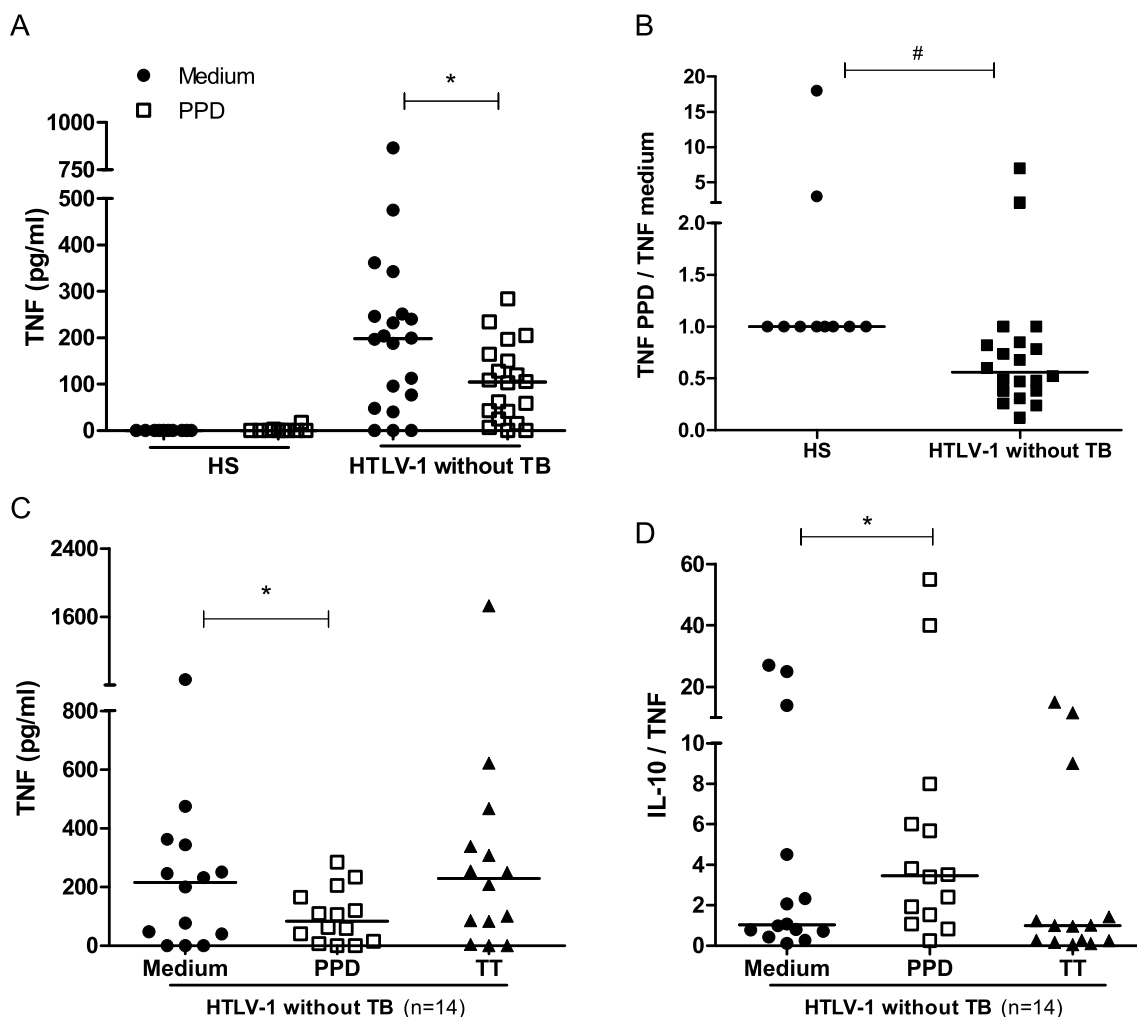 A
Medium
PPD
*
1000
750
500
400
300
200
100
0
TNF (pg/ml)
HS
HTLV-1 without TB
B
#
20
15
10
5
2.0
1.5
1.0
0.5
0.0
TNF PPD / TNF medium
HS
HTLV-1 without TB
C
*
2400
1600
800
600
400
200
0
TNF (pg/ml)
Medium PPD TT
HTLV-1 without TB (n=14)
D
*
60
40
20
10
8
6
4
2
0
IL-10 / TNF
Medium PPD TT
HTLV-1 without TB (n=14)